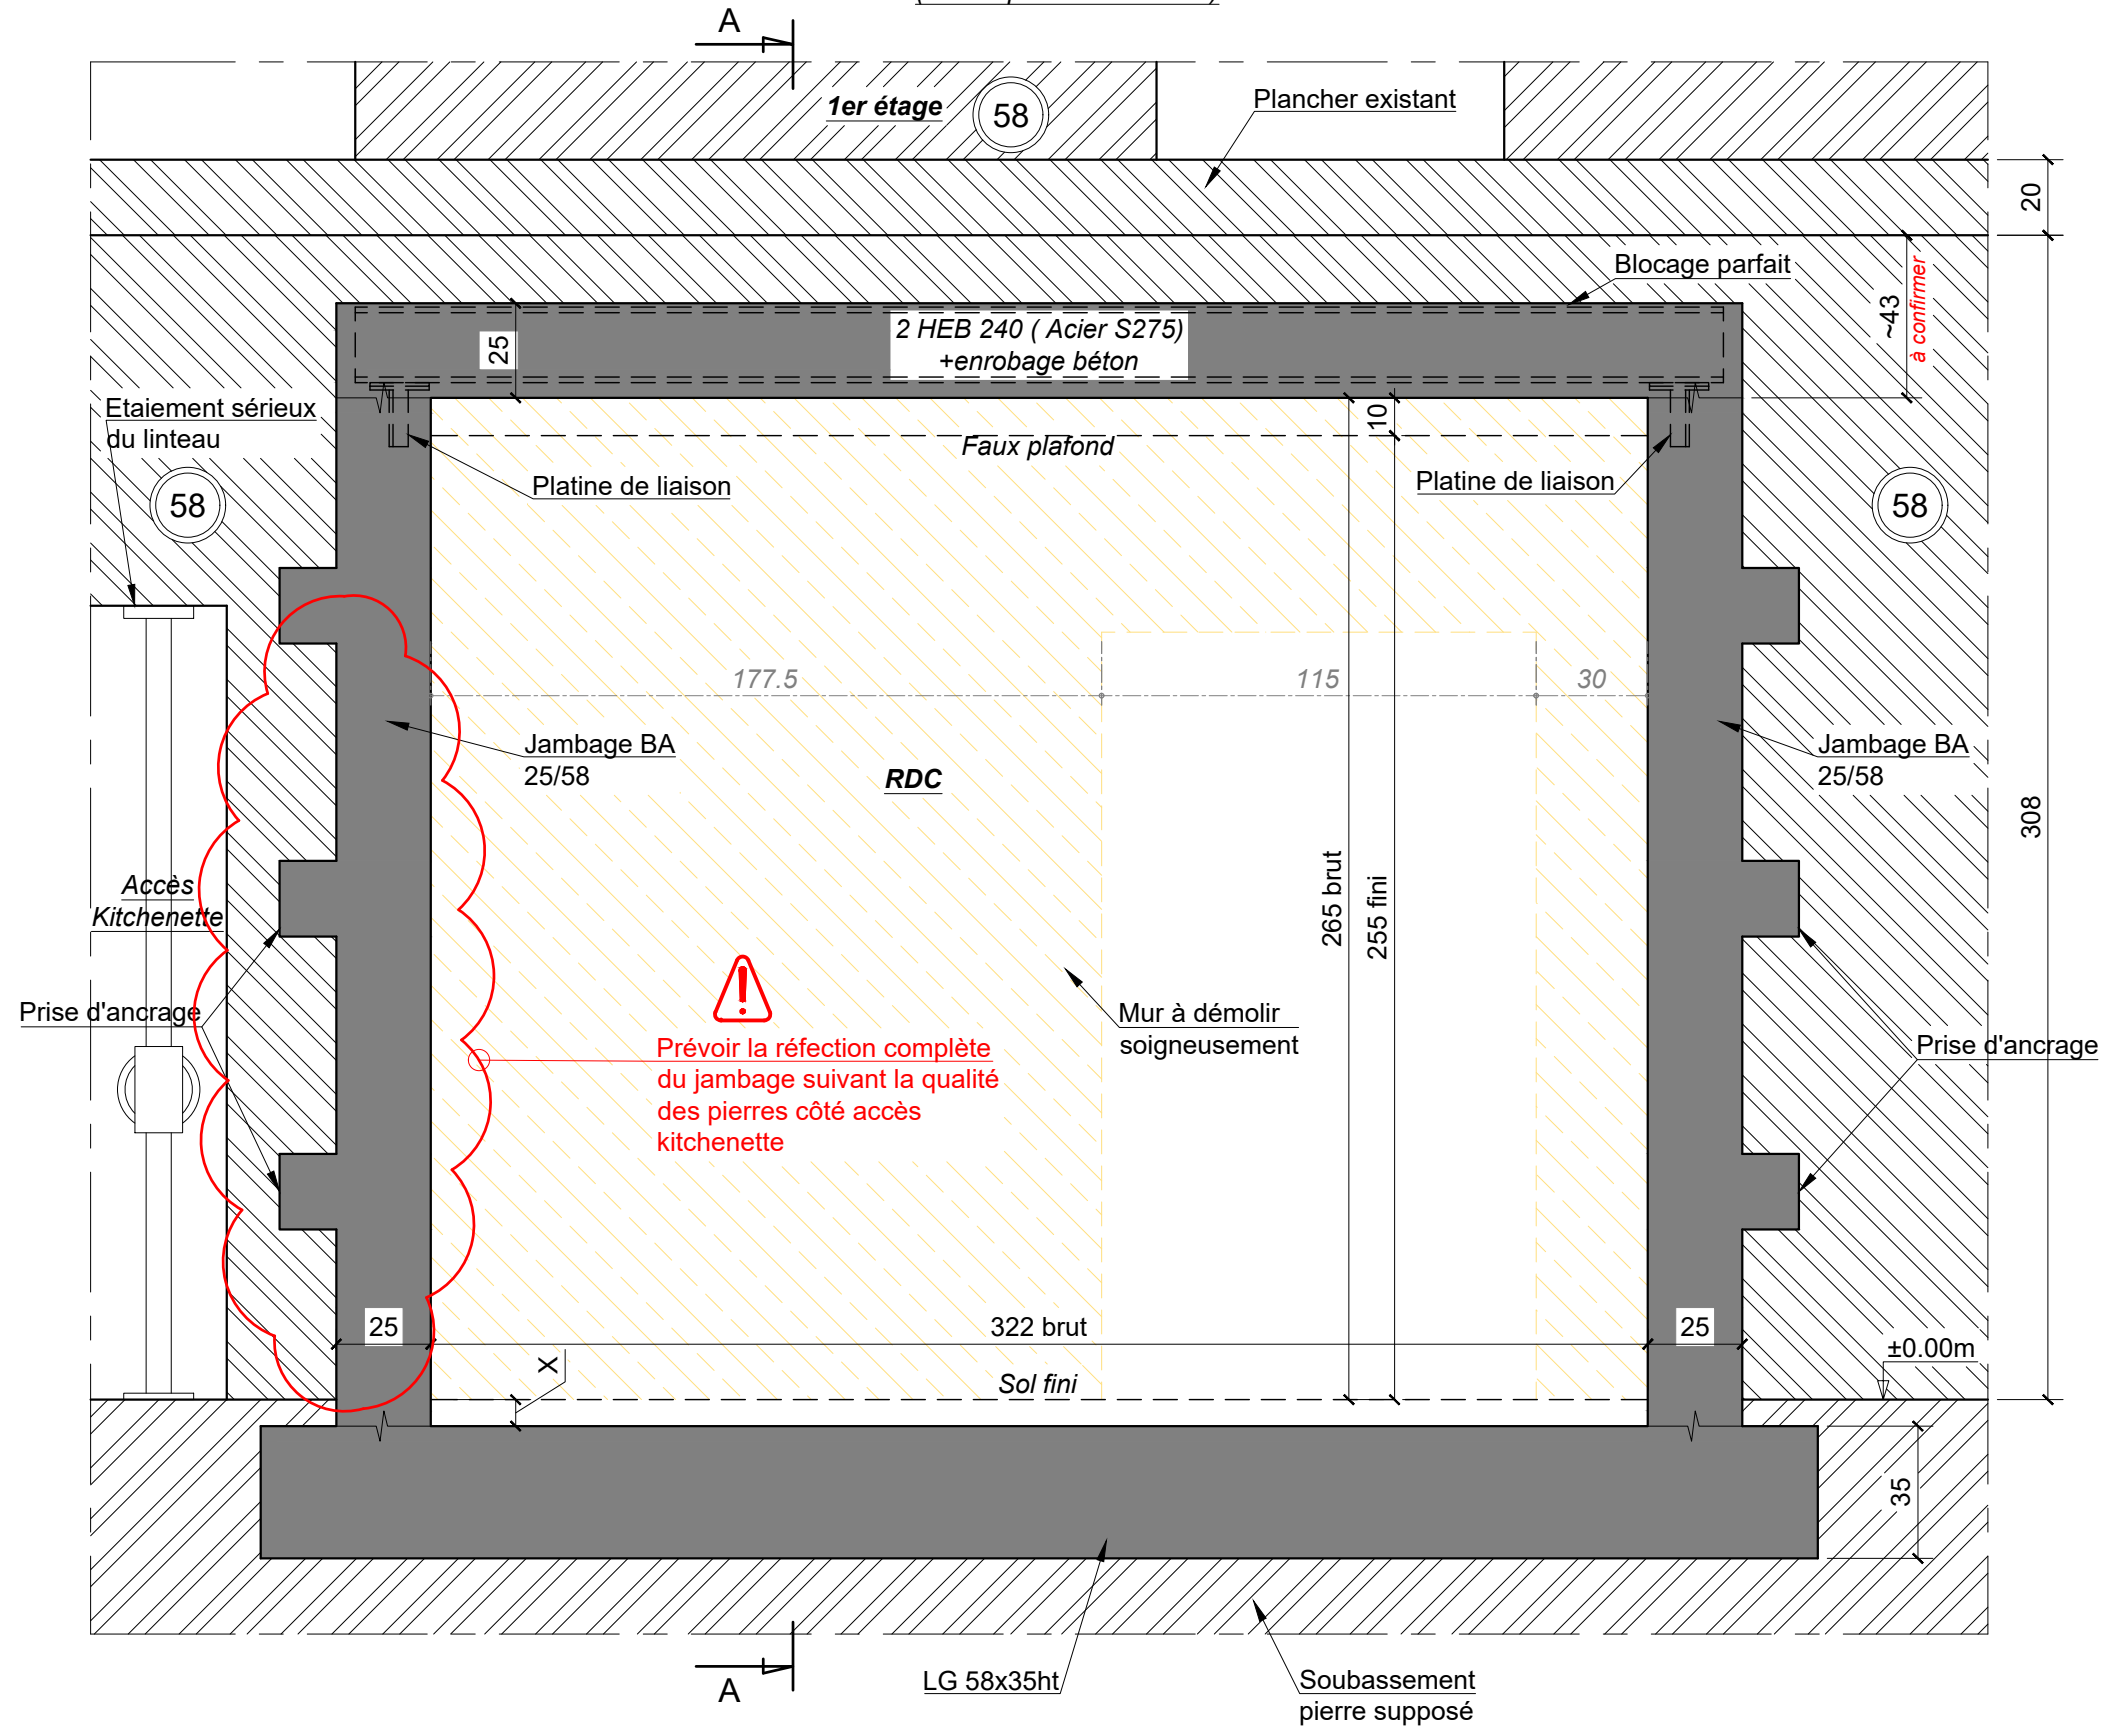 A
1er étage
58
Plancher existant
20
Blocage parfait
~43
à confirmer
2 HEB 240 ( Acier S275)
+enrobage béton
25
Etaiement sérieux
du linteau
10
Faux plafond
Platine de liaison
Platine de liaison
58
58
177.5
115
30
Jambage BA
25/58
Jambage BA
25/58
RDC
308
265 brut
255 fini
Accès
Kitchenette
Prise d'ancrage
Mur à démolir
soigneusement
Prévoir la réfection complète
du jambage suivant la qualité
des pierres côté accès
kitchenette
Prise d'ancrage
25
322 brut
25
±0.00m
X
Sol fini
35
A
LG 58x35ht
Soubassement
pierre supposé